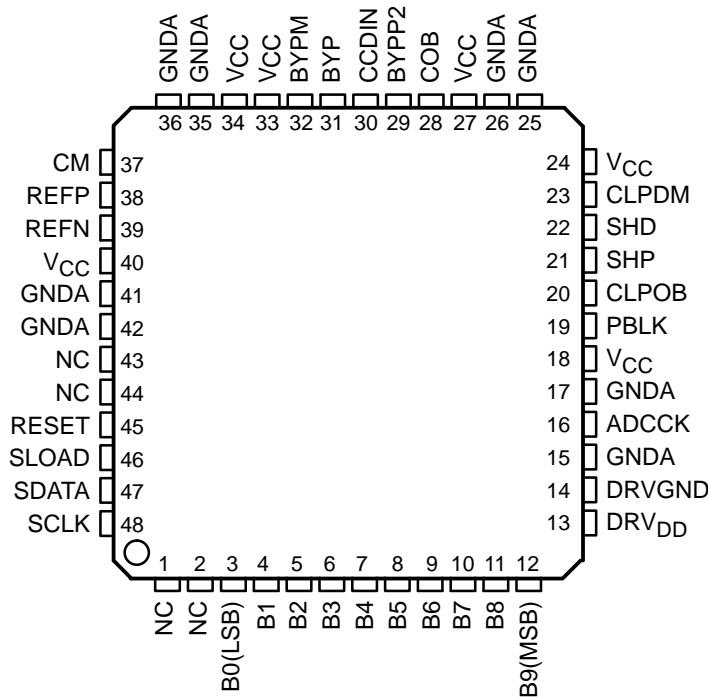 GNDA GNDA VCC VCC BYPM BYP CCDIN BYPP2 COB VCC GNDA GNDA
36 35 34 33 32 31 30 29 28 27 26 25
CM 37 24 VCC
REFP 38 23 CLPDM
REFN 39 22 SHD
VCC 40 21 SHP
GNDA 41 20 CLPOB
GNDA 42 19 PBLK
NC 43 18 VCC
NC 44 17 GNDA
RESET 45 16 ADCCK
SLOAD 46 15 GNDA
SDATA 47 14 DRVGND
SCLK 48 13 DRVDD
1 2 3 4 5 6 7 8 9 10 11 12
NC NC B0(LSB) B1 B2 B3 B4 B5 B6 B7 B8 B9(MSB)